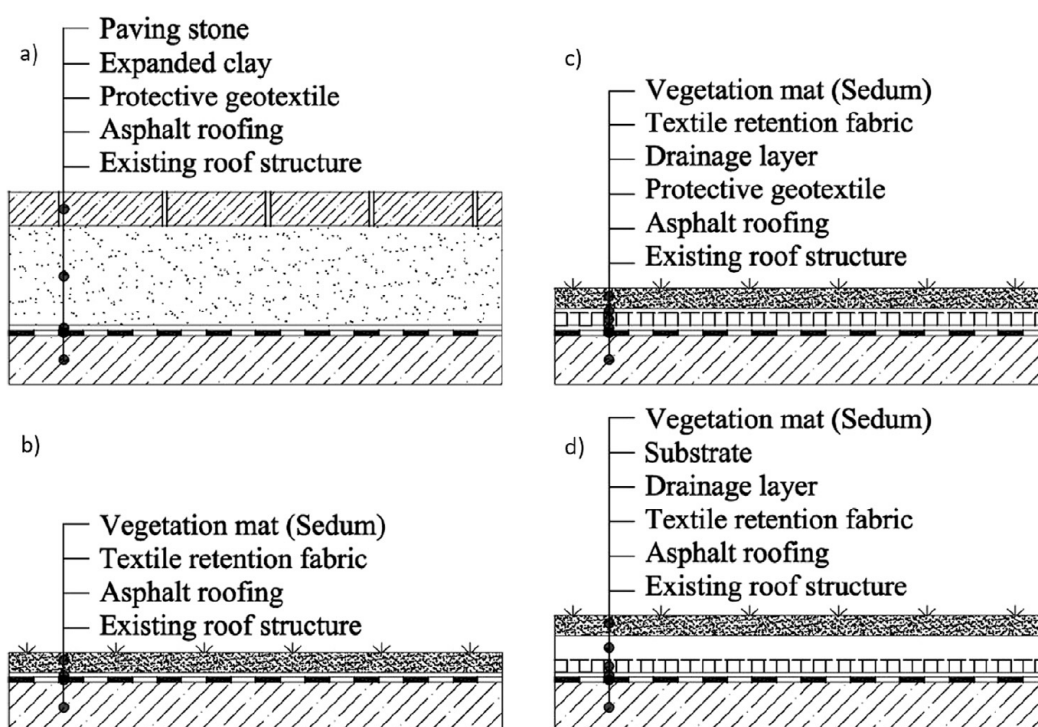 a)
Paving stone
Expanded clay
Protective geotextile
Asphalt roofing
Existing roof structure
b)
Vegetation mat (Sedum)
Textile retention fabric
Asphalt roofing
Existing roof structure
c)
Vegetation mat (Sedum)
Textile retention fabric
Drainage layer
Protective geotextile
Asphalt roofing
Existing roof structure
d)
Vegetation mat (Sedum)
Substrate
Drainage layer
Textile retention fabric
Asphalt roofing
Existing roof structure